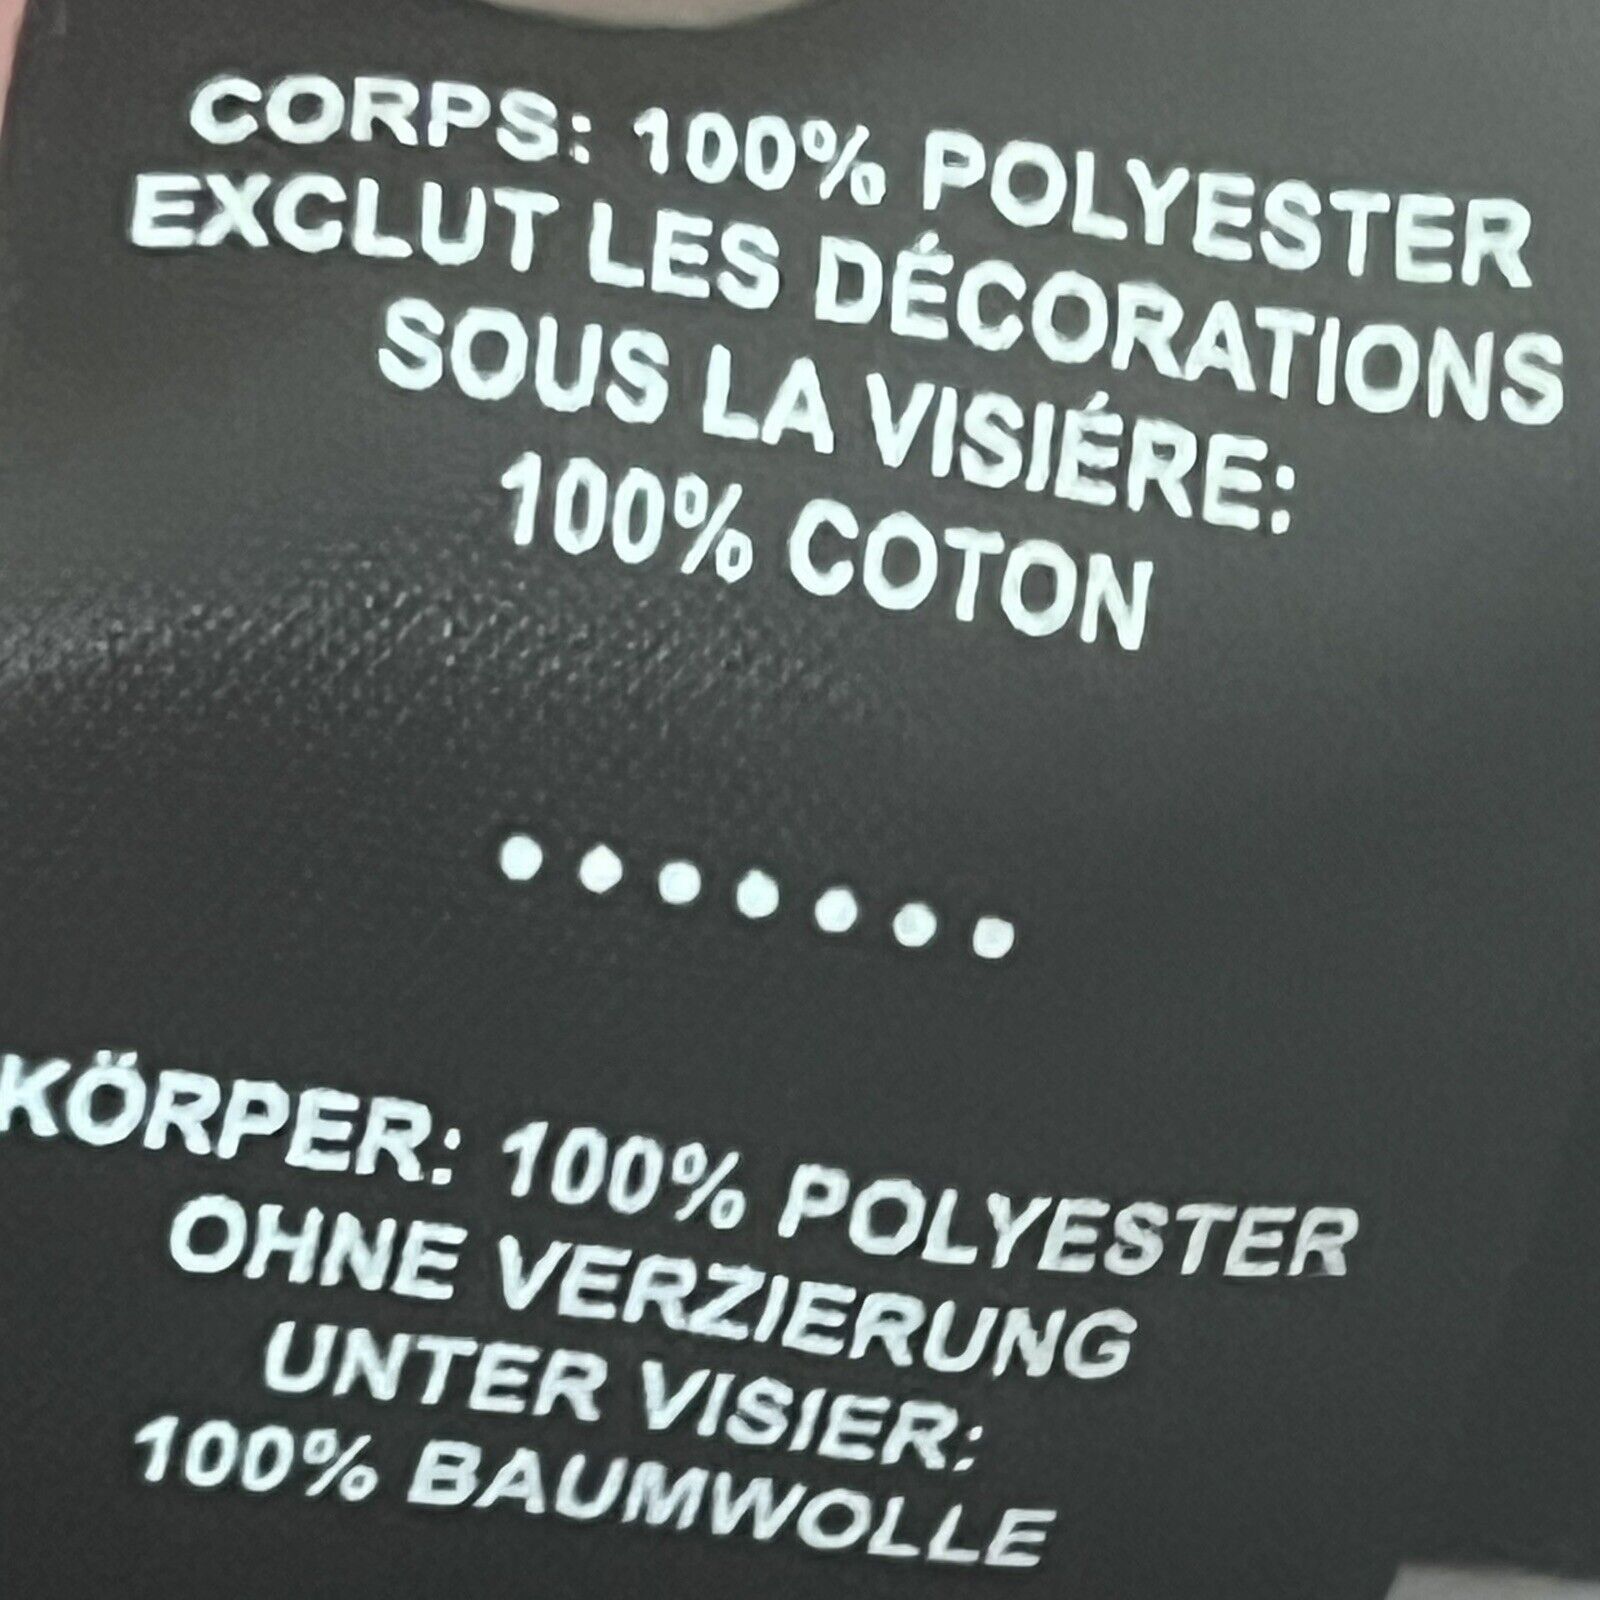 CORPS: 100% POLYESTER
EXCLUT LES DÉCORATIONS
SOUS LA VISIÉRE:
100% COTON
.......
KÖRPER: 100% POLYESTER
OHNE VERZIERUNG
UNTER VISIER:
100% BAUMWOLLE